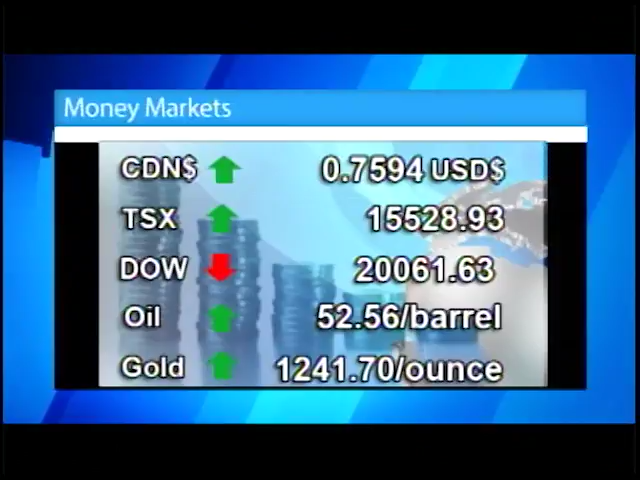 Money Markets
CDN$ 0.7594 USD$
TSX 15528.93
DOW 20061.63
Oil 52.56/barrel
Gold 1241.70/ounce